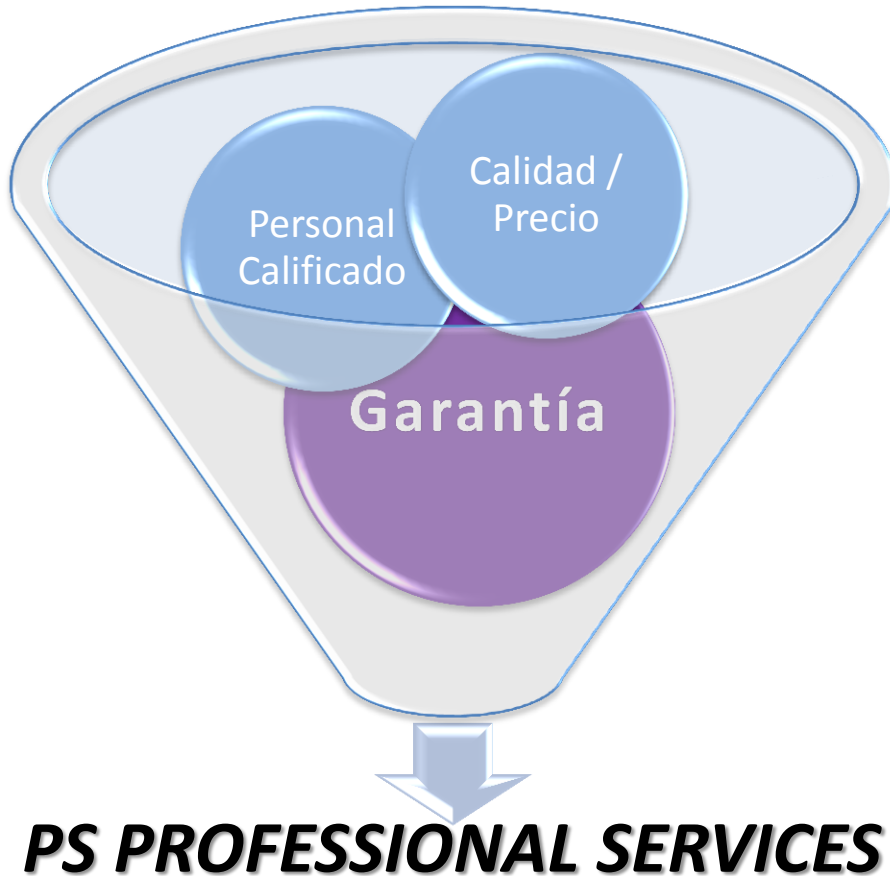 Calidad /
Precio
Personal
Calificado
Garantía
PS PROFESSIONAL SERVICES